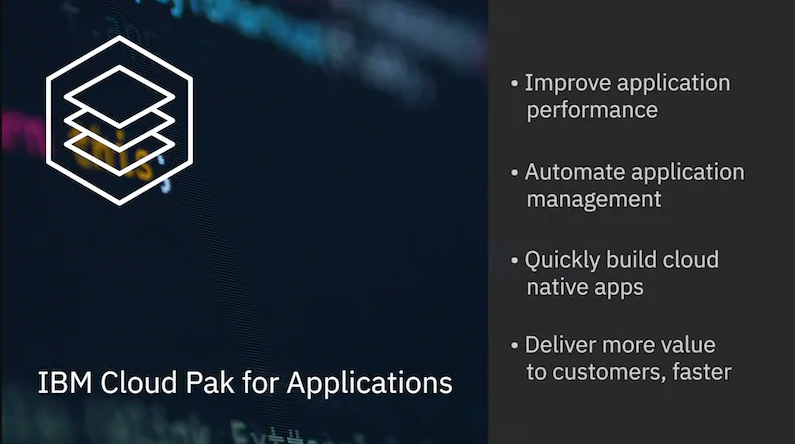 IBM Cloud Pak for Applications
• Improve application
performance
• Automate application
management
• Quickly build cloud
native apps
• Deliver more value
to customers, faster